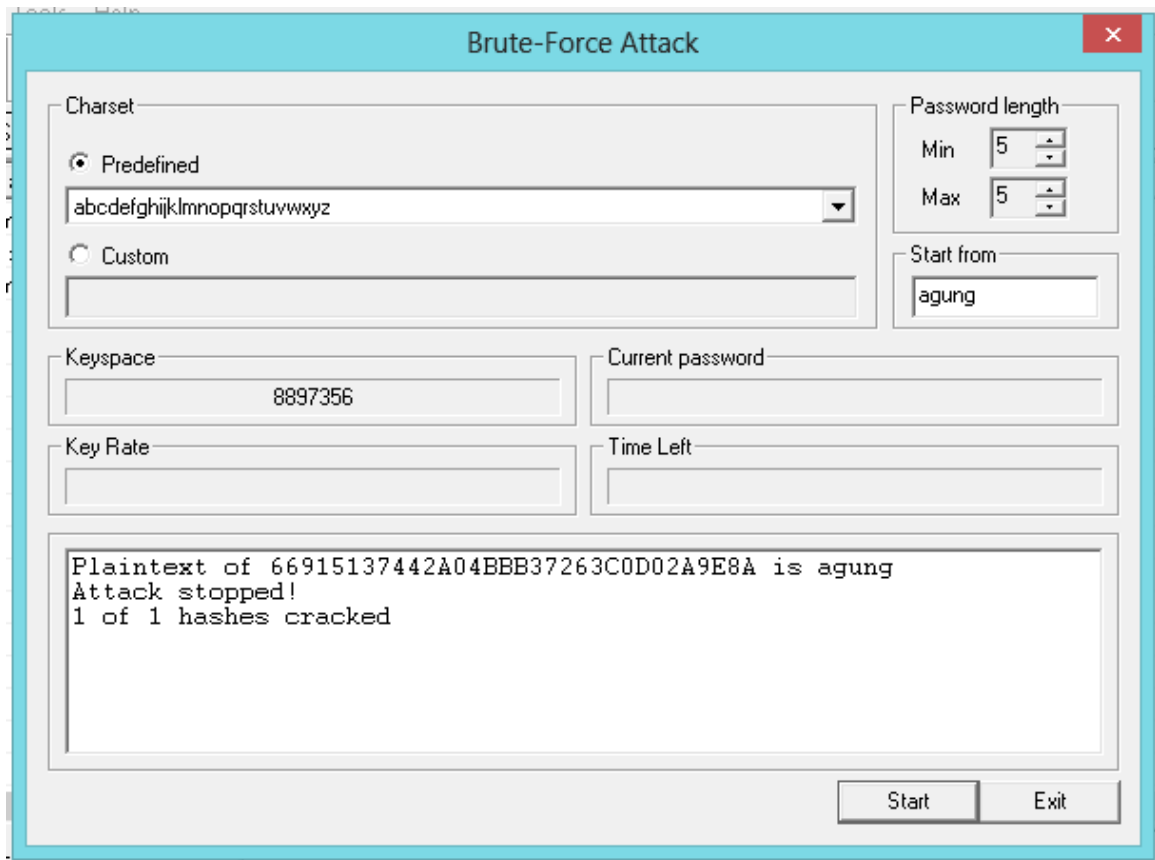 Tools Help
Brute-Force Attack
Charset
Predefined
abcdefghijklmnopqrstuvwxyz
Custom
Password length
Min 5
Max 5
Start from
agung
Keyspace
8897356
Current password
Key Rate
Time Left
Plaintext of 66915137442A04BBB37263C0D02A9E8A is agung
Attack stopped!
1 of 1 hashes cracked
Start Exit